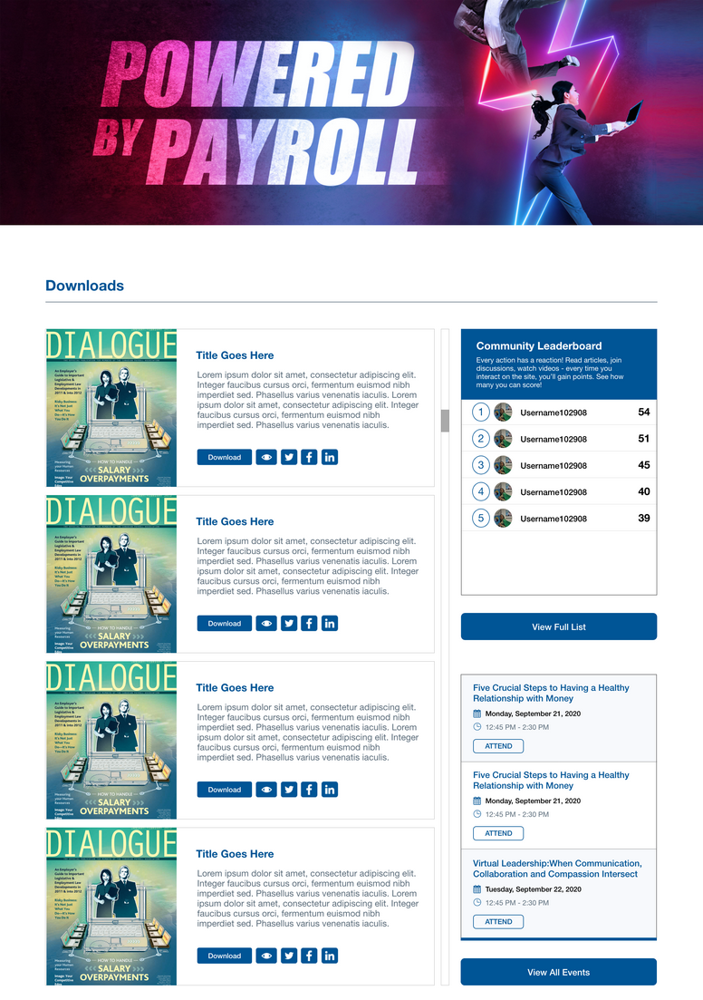 POWERED
BY PAYROLL
Downloads
DIALOGUE
An Employer's
Guide to Important
Legislative &
Employment Law
Developments in
2011 & Into 2012
Risky Business:
It's Not Just
What You
Do—It's How
You Do It
Measuring
your Human
Resources
Image Your
Competitive
Edge
HOW TO HANDLE
<<< SALARY >>>
OVERPAYMENTS
Title Goes Here
Lorem ipsum dolor sit amet, consectetur adipiscing elit.
Integer faucibus cursus orci, fermentum euismod nibh
imperdiet sed. Phasellus varius venenatis iaculis. Lorem
ipsum dolor sit amet, consectetur adipiscing elit. Integer
faucibus cursus orci, fermentum euismod nibh
imperdiet sed. Phasellus varius venenatis iaculis.
Download
DIALOGUE
An Employer's
Guide to Important
Legislative &
Employment Law
Developments in
2011 & Into 2012
Risky Business:
It's Not Just
What You
Do—It's How
You Do It
Measuring
your Human
Resources
Image Your
Competitive
Edge
HOW TO HANDLE
<<< SALARY >>>
OVERPAYMENTS
Title Goes Here
Lorem ipsum dolor sit amet, consectetur adipiscing elit.
Integer faucibus cursus orci, fermentum euismod nibh
imperdiet sed. Phasellus varius venenatis iaculis. Lorem
ipsum dolor sit amet, consectetur adipiscing elit. Integer
faucibus cursus orci, fermentum euismod nibh
imperdiet sed. Phasellus varius venenatis iaculis.
Download
DIALOGUE
An Employer's
Guide to Important
Legislative &
Employment Law
Developments in
2011 & Into 2012
Risky Business:
It's Not Just
What You
Do—It's How
You Do It
Measuring
your Human
Resources
Image Your
Competitive
Edge
HOW TO HANDLE
<<< SALARY >>>
OVERPAYMENTS
Title Goes Here
Lorem ipsum dolor sit amet, consectetur adipiscing elit.
Integer faucibus cursus orci, fermentum euismod nibh
imperdiet sed. Phasellus varius venenatis iaculis. Lorem
ipsum dolor sit amet, consectetur adipiscing elit. Integer
faucibus cursus orci, fermentum euismod nibh
imperdiet sed. Phasellus varius venenatis iaculis.
Download
DIALOGUE
An Employer's
Guide to Important
Legislative &
Employment Law
Developments in
2011 & Into 2012
Risky Business:
It's Not Just
What You
Do—It's How
You Do It
Measuring
your Human
Resources
Image Your
Competitive
Edge
HOW TO HANDLE
<<< SALARY >>>
OVERPAYMENTS
Title Goes Here
Lorem ipsum dolor sit amet, consectetur adipiscing elit.
Integer faucibus cursus orci, fermentum euismod nibh
imperdiet sed. Phasellus varius venenatis iaculis. Lorem
ipsum dolor sit amet, consectetur adipiscing elit. Integer
faucibus cursus orci, fermentum euismod nibh
imperdiet sed. Phasellus varius venenatis iaculis.
Download
Community Leaderboard
Every action has a reaction! Read articles, join
discussions, watch videos - every time you
interact on the site, you'll gain points. See how
many you can score!
1 Username102908 54
2 Username102908 51
3 Username102908 45
4 Username102908 40
5 Username102908 39
View Full List
Five Crucial Steps to Having a Healthy
Relationship with Money
Monday, September 21, 2020
12:45 PM - 2:30 PM
ATTEND
Five Crucial Steps to Having a Healthy
Relationship with Money
Monday, September 21, 2020
12:45 PM - 2:30 PM
ATTEND
Virtual Leadership:When Communication,
Collaboration and Compassion Intersect
Tuesday, September 22, 2020
12:45 PM - 2:30 PM
ATTEND
View All Events